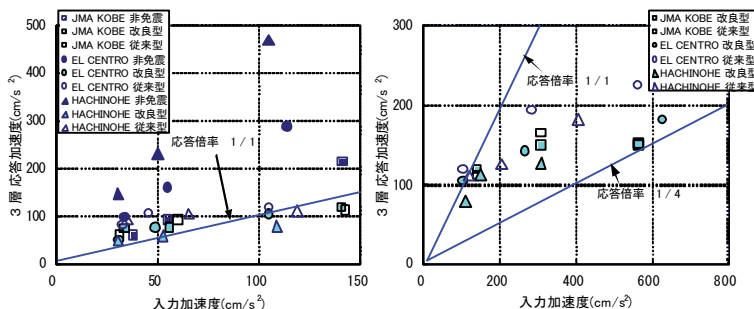 JMA KOBE 非免震
JMA KOBE 改良型
JMA KOBE 従来型
EL CENTRO 非免震
EL CENTRO 改良型
EL CENTRO 従来型
HACHINOHE 非免震
HACHINOHE 改良型
HACHINOHE 従来型
500
400
300
200
100
0
0
50
100
150
3層 応答加速度(cm/s²)
入力加速度(cm/s²)
応答倍率 1/1
JMA KOBE 改良型
JMA KOBE 従来型
EL CENTRO 改良型
EL CENTRO 従来型
HACHINOHE 改良型
HACHINOHE 従来型
300
200
100
0
0
200
400
600
800
3層 応答加速度(cm/s²)
入力加速度(cm/s²)
応答倍率 1/1
応答倍率 1/4